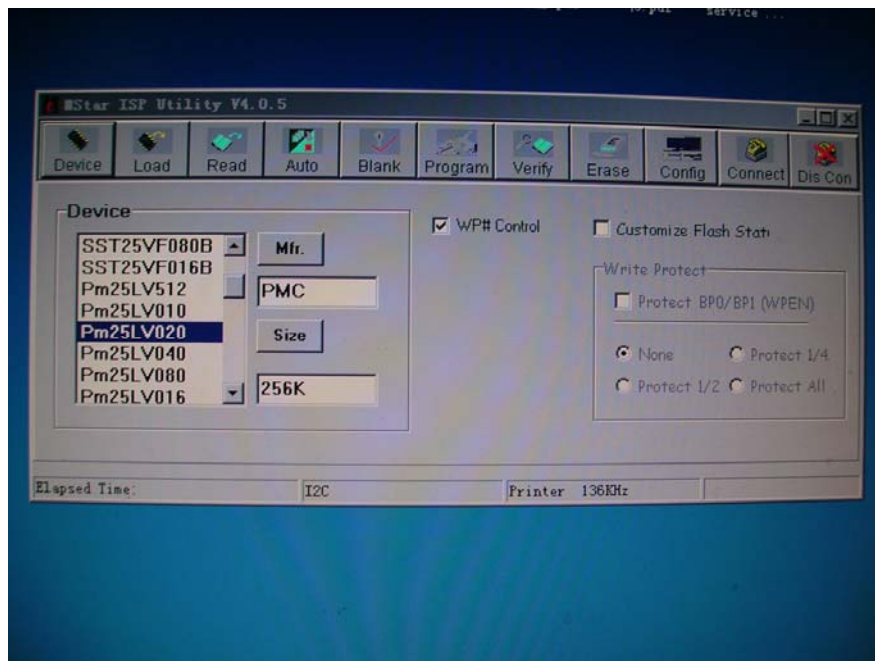 service ...
MStar ISP Utility V4.0.5
Device Load Read Auto Blank Program Verify Erase Config Connect Dis Con
Device
SST25VF080B
SST25VF016B
Pm25LV512
Pm25LV010
Pm25LV020
Pm25LV040
Pm25LV080
Pm25LV016
Mfr.
PMC
Size
256K
WP# Control
Customize Flash Stat
Write Protect
Protect BP0/BP1 (WPEN)
None Protect 1/4
Protect 1/2 Protect All
Elapsed Time: I2C Printer 136KHz